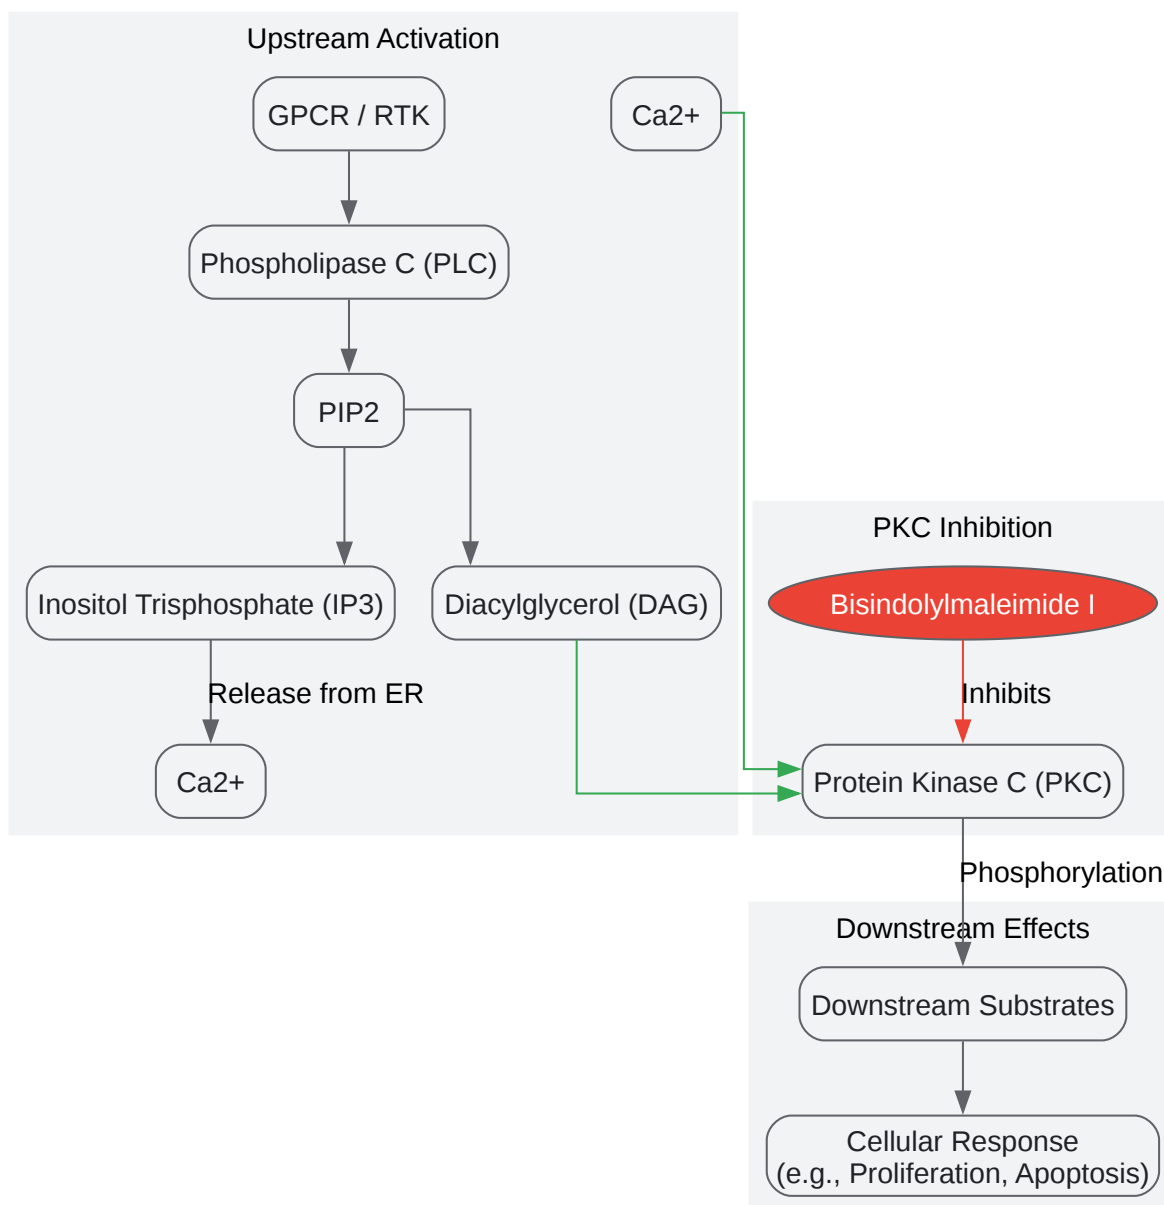 Upstream Activation
GPCR / RTK
Ca2+
Phospholipase C (PLC)
PIP2
PKC Inhibition
Inositol Trisphosphate (IP3)
Diacylglycerol (DAG)
Bisindolylmaleimide I
Release from ER
Inhibits
Ca2+
Protein Kinase C (PKC)
Phosphorylation
Downstream Effects
Downstream Substrates
Cellular Response
(e.g., Proliferation, Apoptosis)